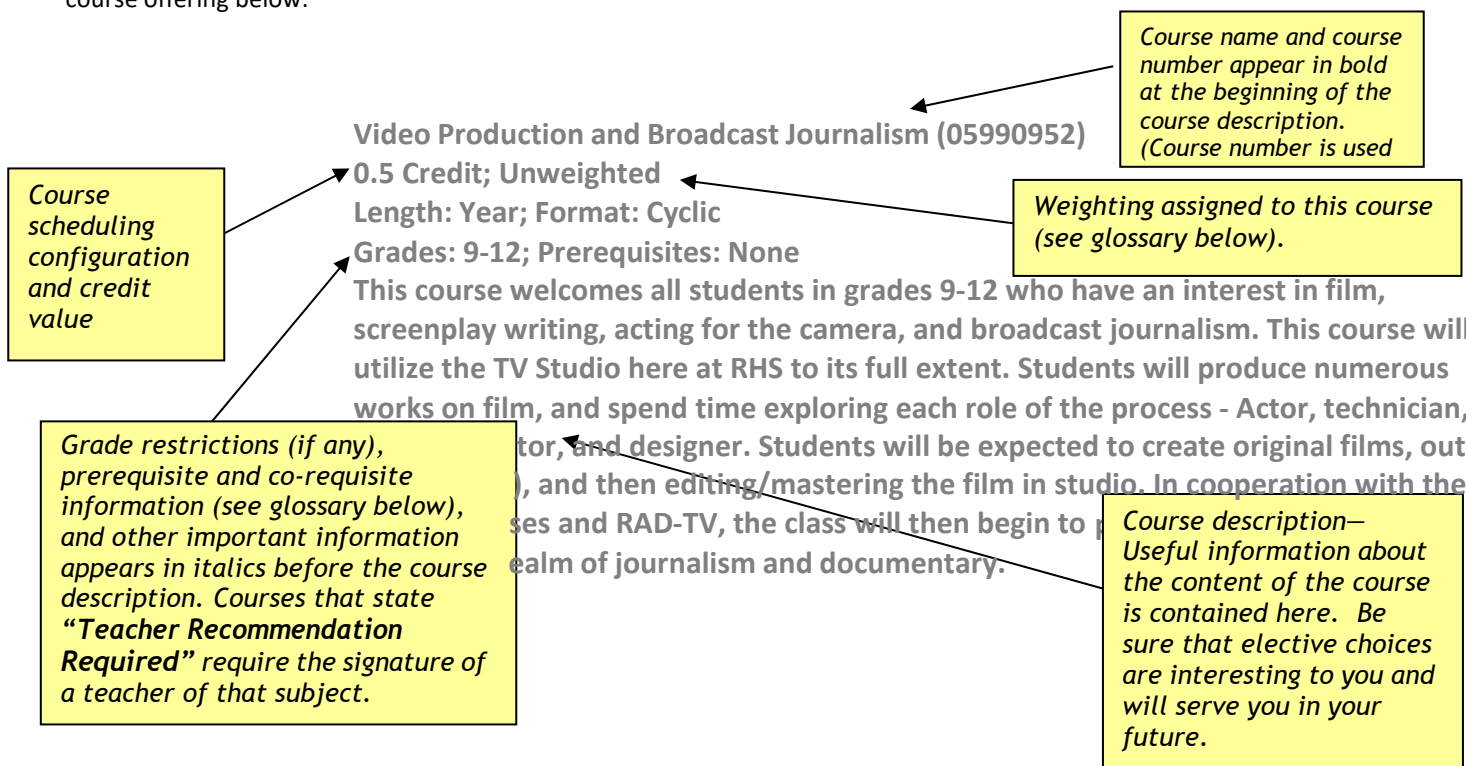 course offering below.
Course name and course
number appear in bold
at the beginning of the
course description.
(Course number is used
Video Production and Broadcast Journalism (05990952)
0.5 Credit; Unweighted
Length: Year; Format: Cyclic
Grades: 9-12; Prerequisites: None
Course
scheduling
configuration
and credit
value
Weighting assigned to this course
(see glossary below).
This course welcomes all students in grades 9-12 who have an interest in film,
screenplay writing, acting for the camera, and broadcast journalism. This course will
utilize the TV Studio here at RHS to its full extent. Students will produce numerous
works on film, and spend time exploring each role of the process - Actor, technician,
tor, and designer. Students will be expected to create original films, out
), and then editing/mastering the film in studio. In cooperation with the
ses and RAD-TV, the class will then begin to p
ealm of journalism and documentary.
Grade restrictions (if any),
prerequisite and co-requisite
information (see glossary below),
and other important information
appears in italics before the course
description. Courses that state
“Teacher Recommendation
Required” require the signature of
a teacher of that subject.
Course description—
Useful information about
the content of the course
is contained here. Be
sure that elective choices
are interesting to you and
will serve you in your
future.